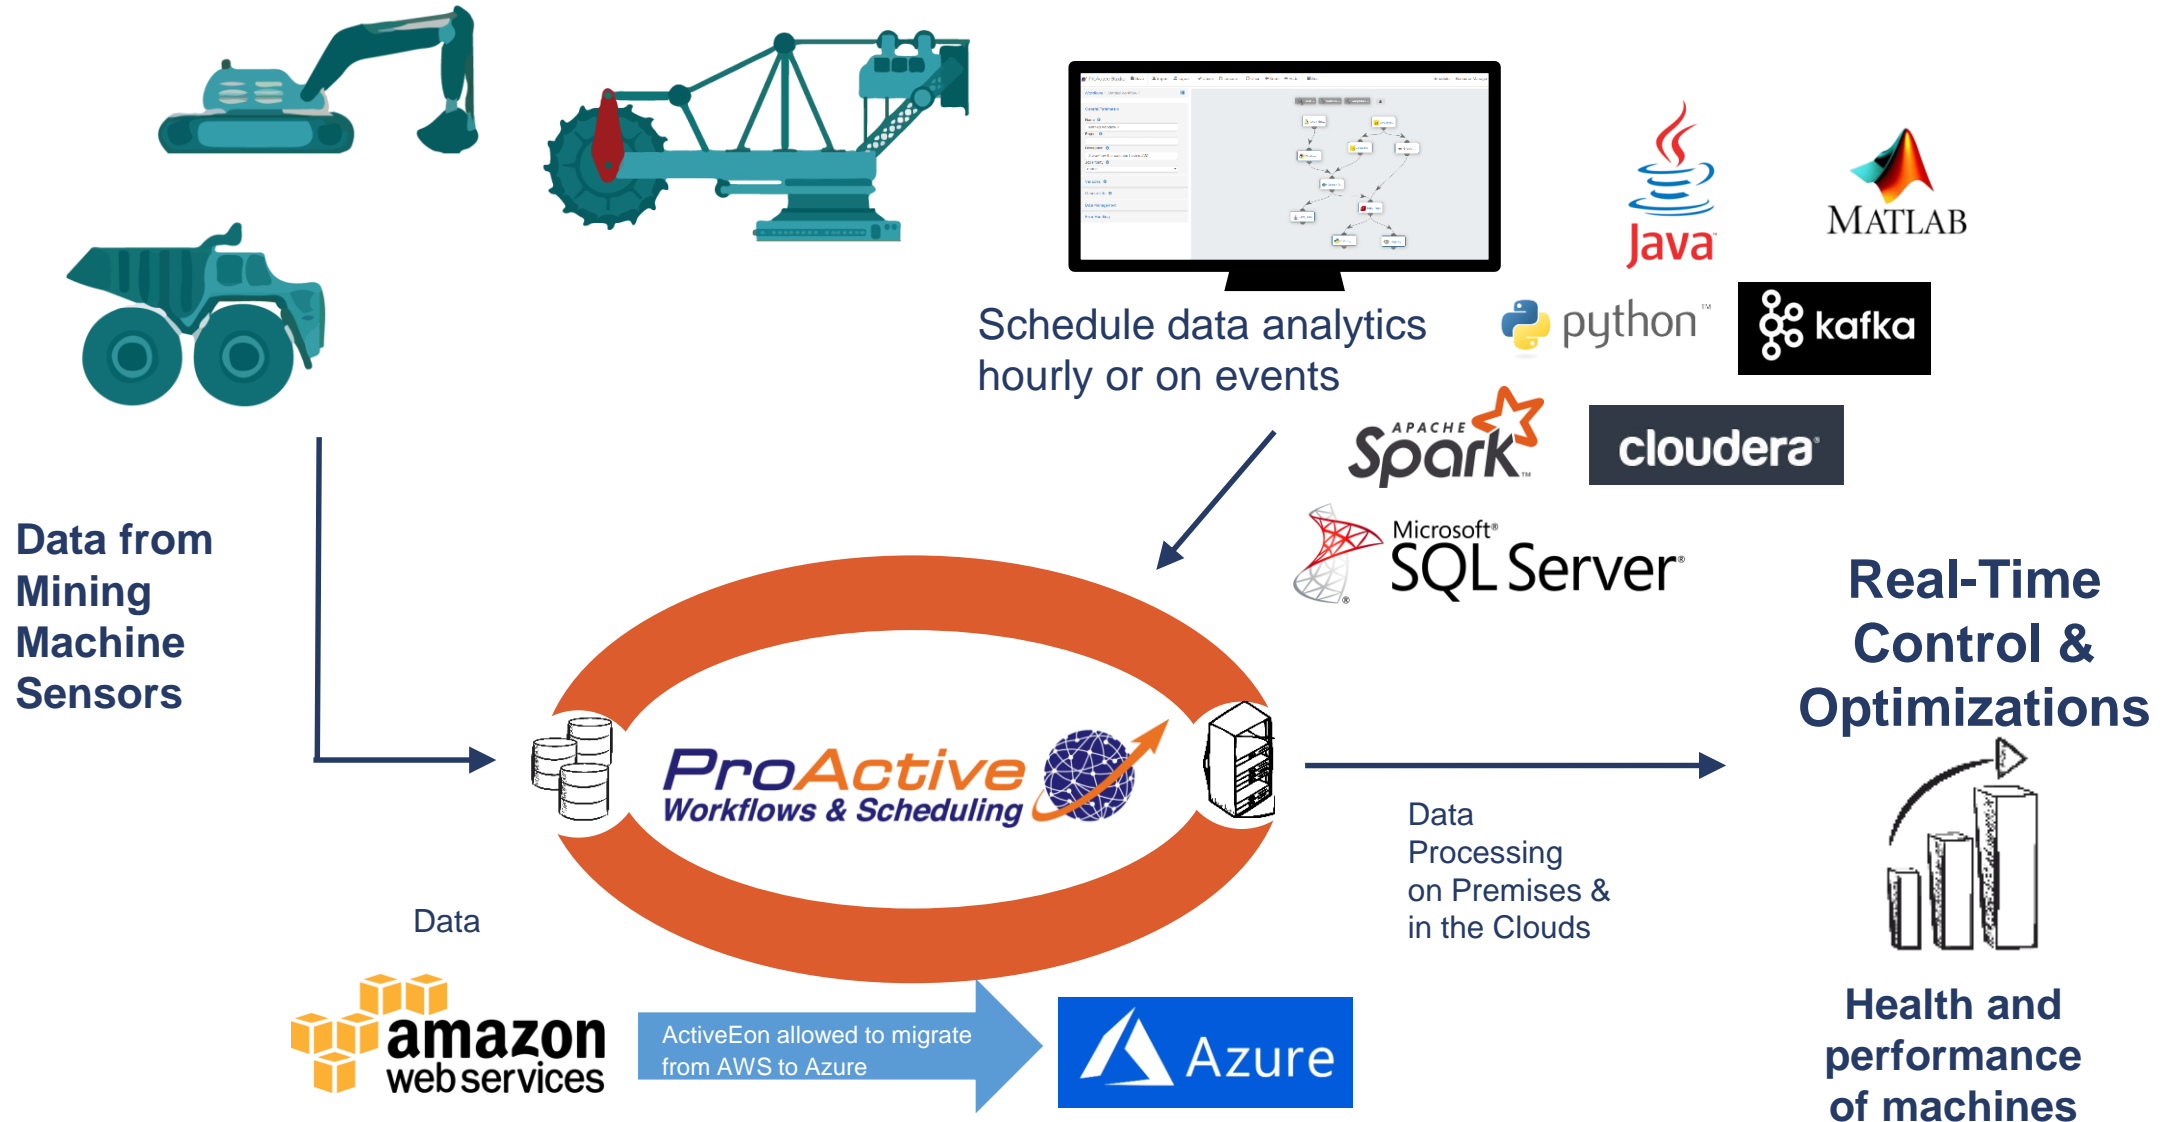 Schedule data analytics
hourly or on events
Java
MATLAB
python™
kafka
APACHE
Spark™
cloudera®
Microsoft®
SQL Server®
Data from
Mining
Machine
Sensors
Real-Time
Control &
Optimizations
ProActive
Workflows & Scheduling
Data
Processing
on Premises &
in the Clouds
Data
amazon
web services
ActiveEon allowed to migrate
from AWS to Azure
Azure
Health and
performance
of machines